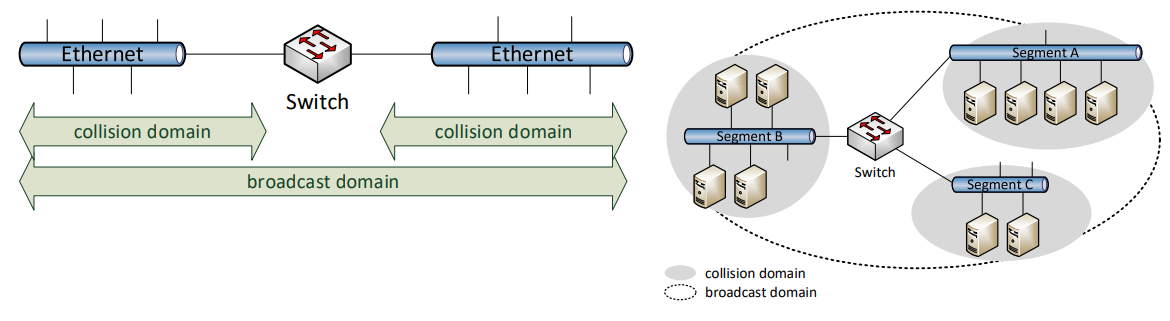 Ethernet
Ethernet
Switch
collision domain
collision domain
broadcast domain
Segment A
Segment B
Switch
Segment C
collision domain
broadcast domain